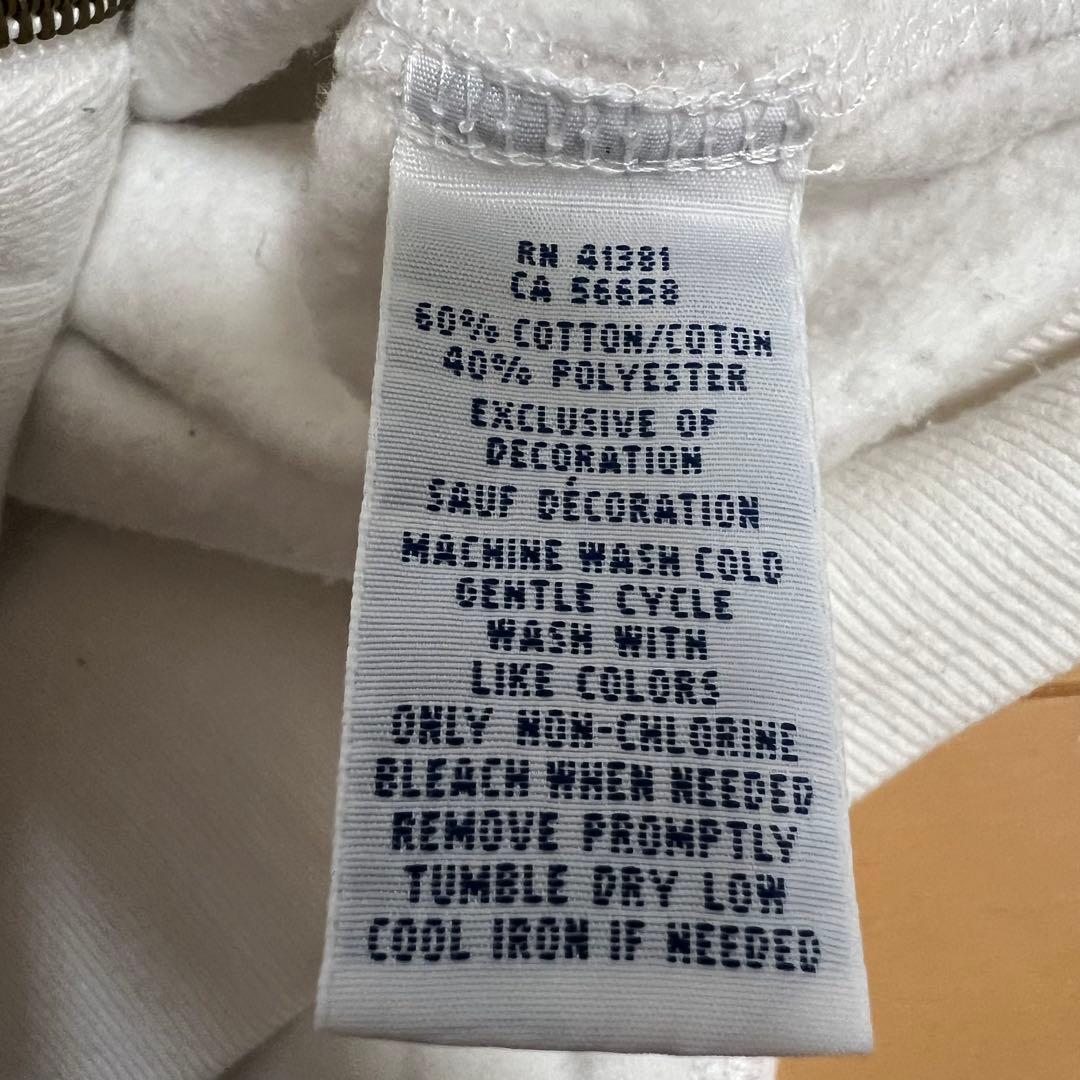 RN 41381
CA 56658
60% COTTON/COTON
40% POLYESTER
EXCLUSIVE OF
DECORATION
SAUF DÉCORATION
MACHINE WASH COLD
GENTLE CYCLE
WASH WITH
LIKE COLORS
ONLY NON-CHLORINE
BLEACH WHEN NEEDED
REMOVE PROMPTLY
TUMBLE DRY LOW
COOL IRON IF NEEDED